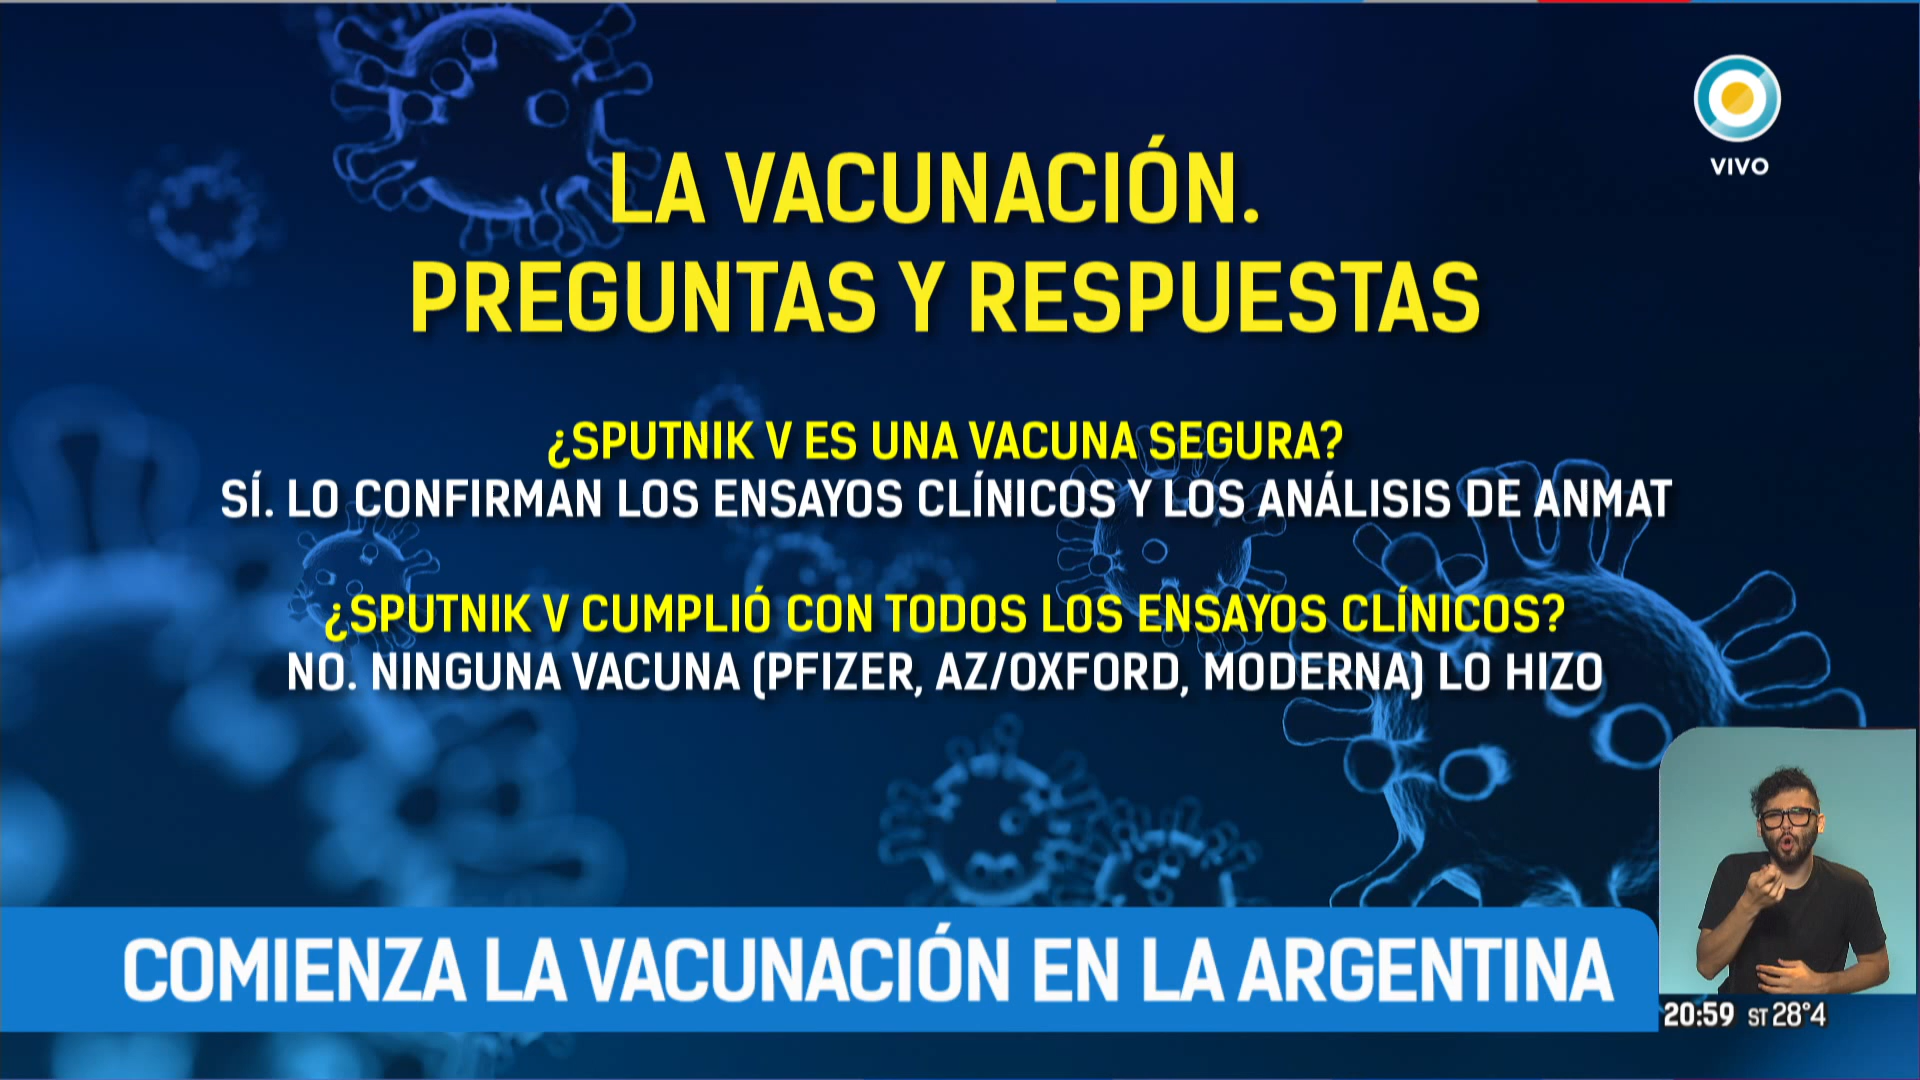 VIVO
LA VACUNACIÓN.
PREGUNTAS Y RESPUESTAS
¿SPUTNIK V ES UNA VACUNA SEGURA?
SÍ. LO CONFIRMAN LOS ENSAYOS CLÍNICOS Y LOS ANÁLISIS DE ANMAT
¿SPUTNIK V CUMPLIÓ CON TODOS LOS ENSAYOS CLÍNICOS?
NO. NINGUNA VACUNA (PFIZER, AZ/OXFORD, MODERNA) LO HIZO
COMIENZA LA VACUNACIÓN EN LA ARGENTINA
20:59 ST 28°4